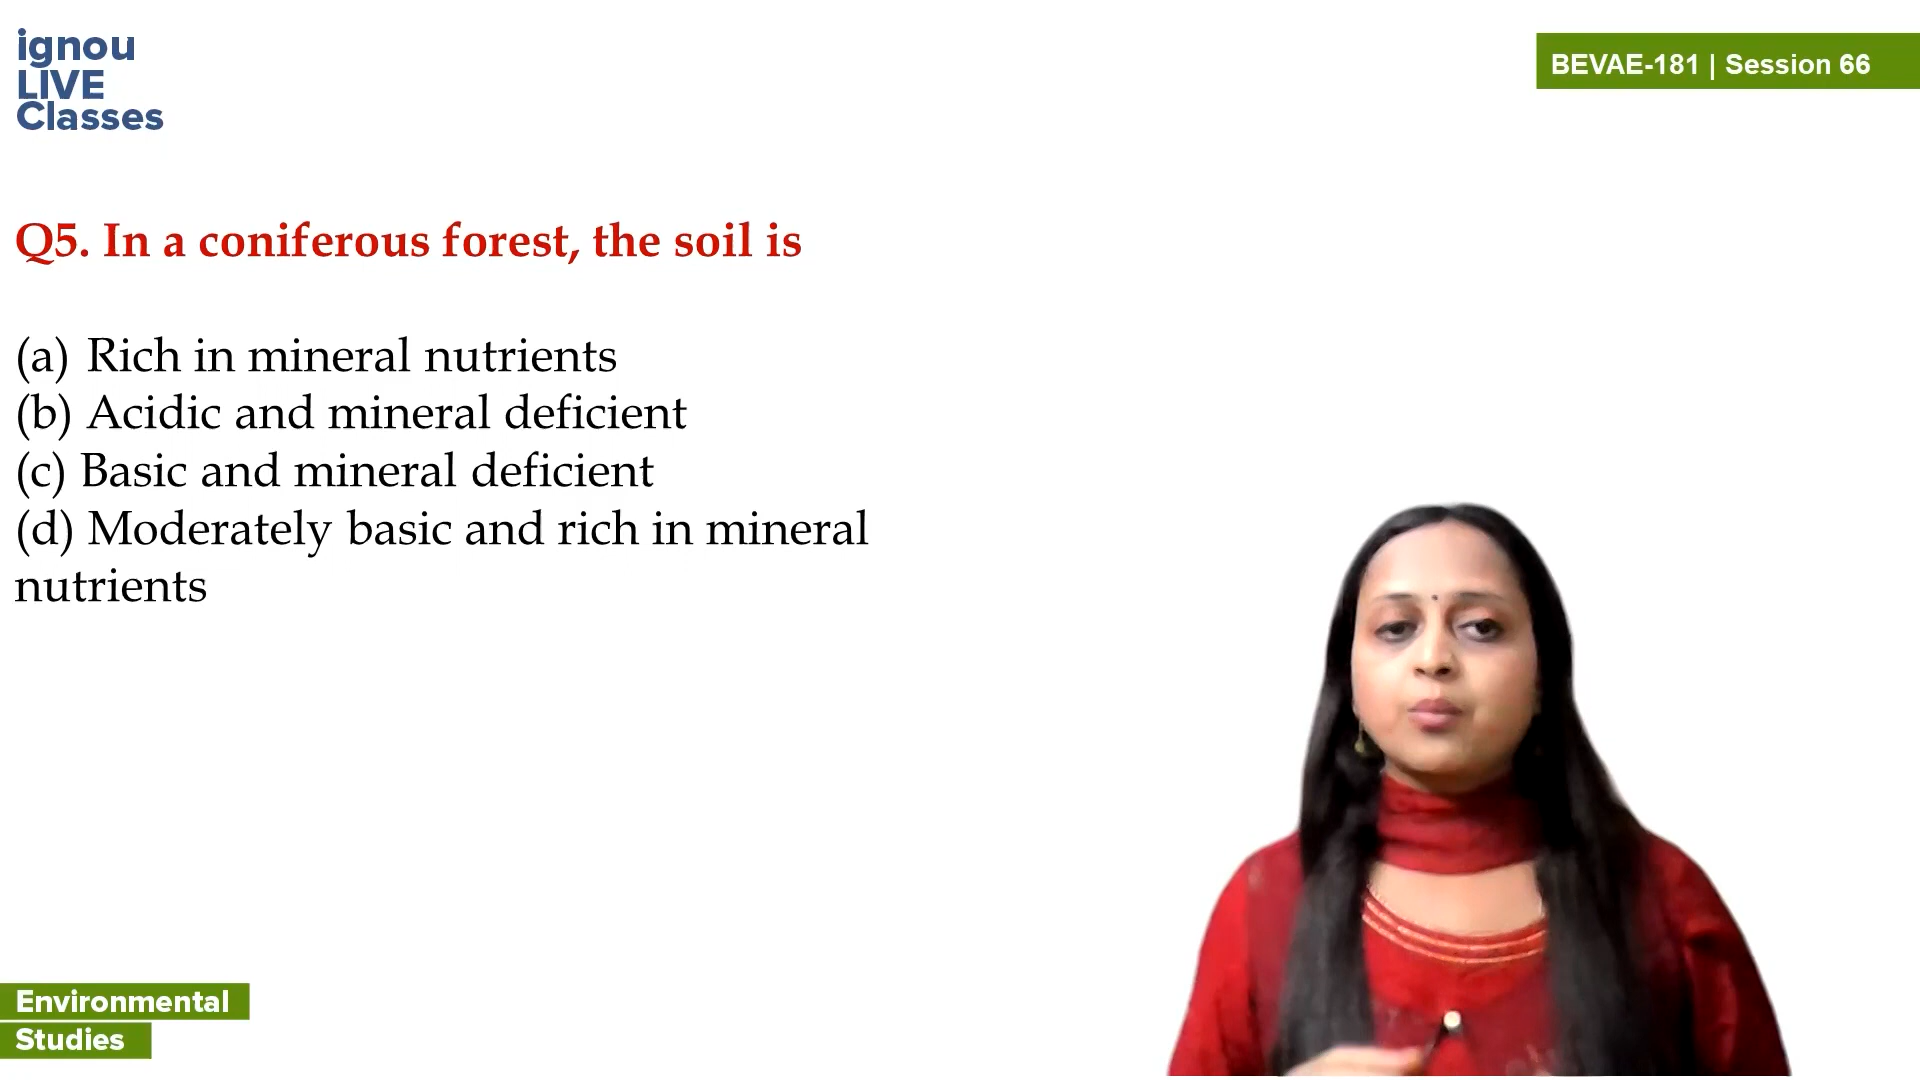 ignou
LIVE
Classes
BEVAE-181 | Session 66
Q5. In a coniferous forest, the soil is
(a) Rich in mineral nutrients
(b) Acidic and mineral deficient
(c) Basic and mineral deficient
(d) Moderately basic and rich in mineral
nutrients
Environmental
Studies